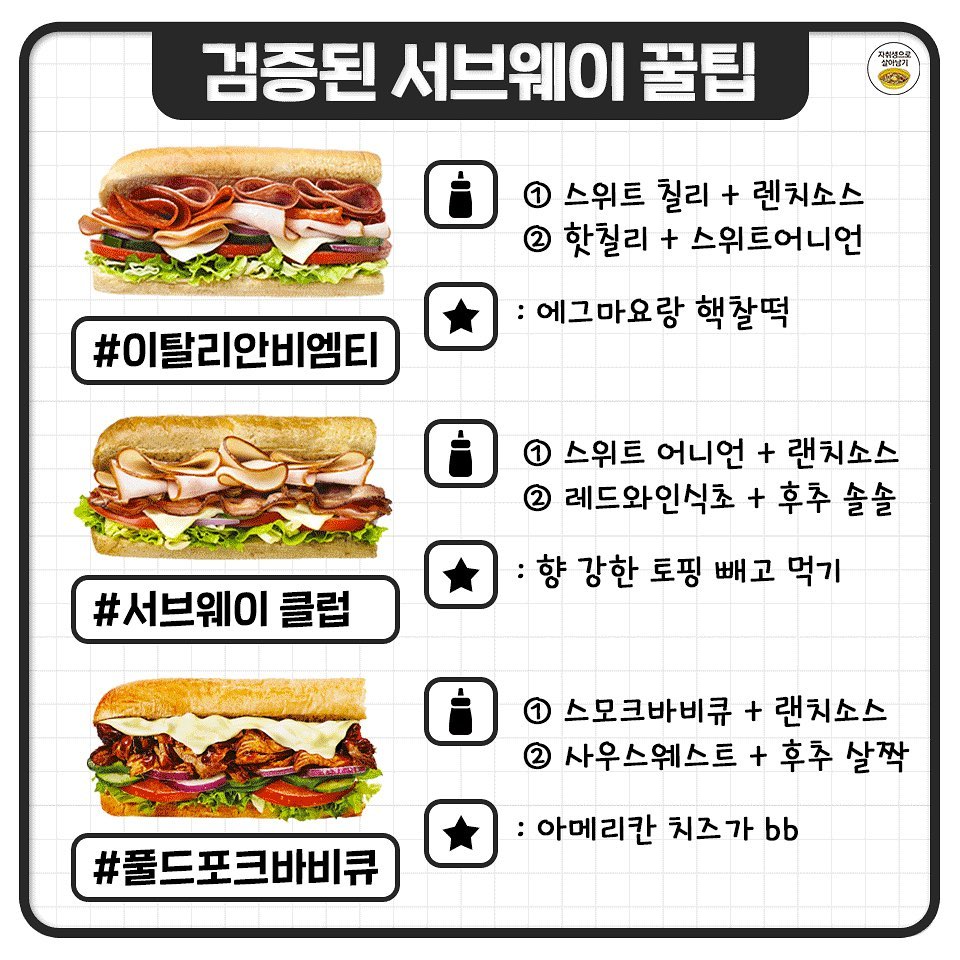 검증된 서브웨이 꿀팁
자취생으로
살아남기
① 스위트 칠리 + 렌치소스
② 핫칠리 + 스위트어니언
: 에그마요랑 핵찰떡
#이탈리안비엠티
① 스위트 어니언 + 랜치소스
② 레드와인식초 + 후추 솔솔
: 향 강한 토핑 빼고 먹기
#서브웨이 클럽
① 스모크바비큐 + 랜치소스
② 사우스웨스트 + 후추 살짝
: 아메리칸 치즈가 bb
#풀드포크바비큐